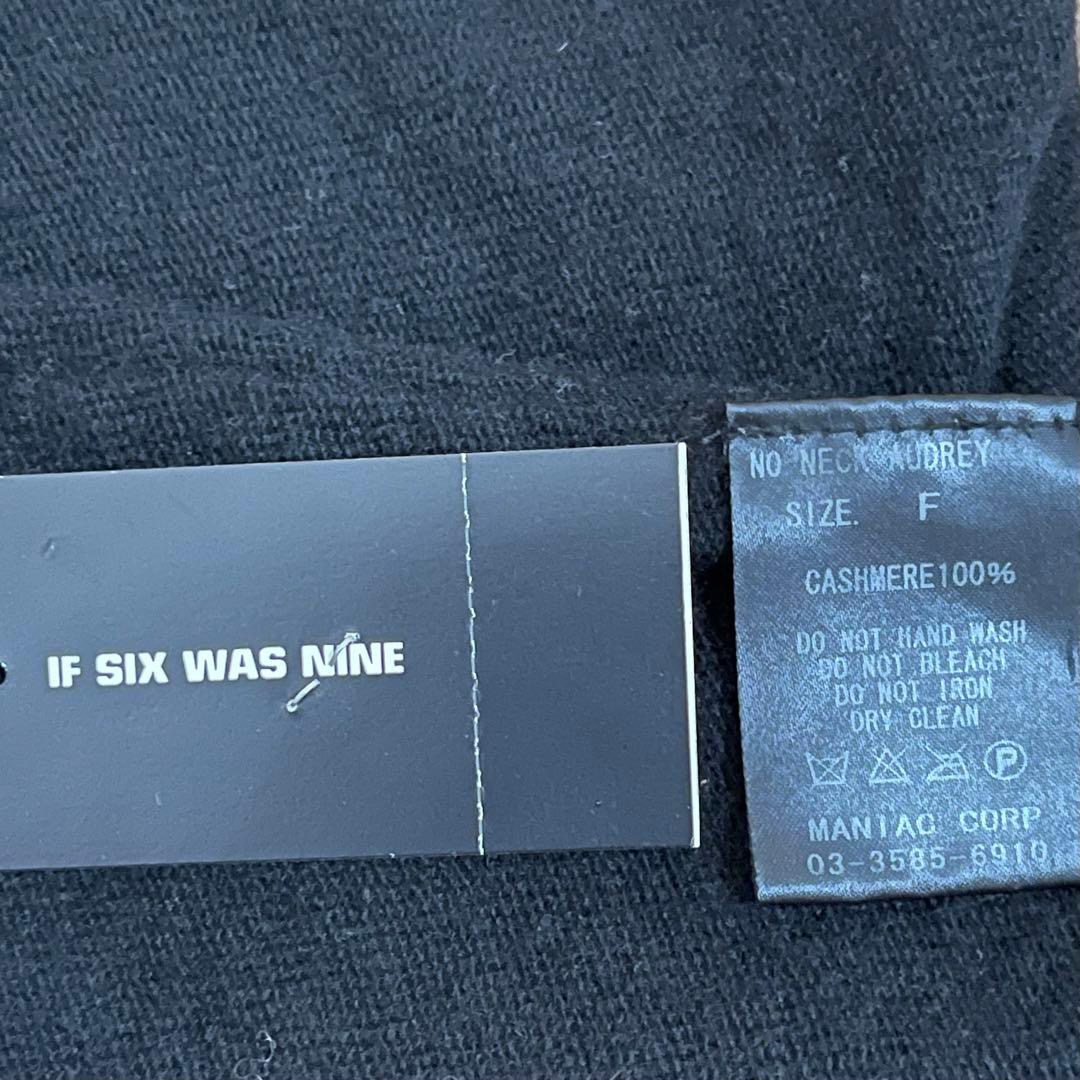 IF SIX WAS NINE
NO NECK AUDREY
SIZE. F
CASHMERE100%
DO NOT HAND WASH
DO NOT BLEACH
DO NOT IRON
DRY CLEAN
P
MANIAC CORP
03-3585-6910